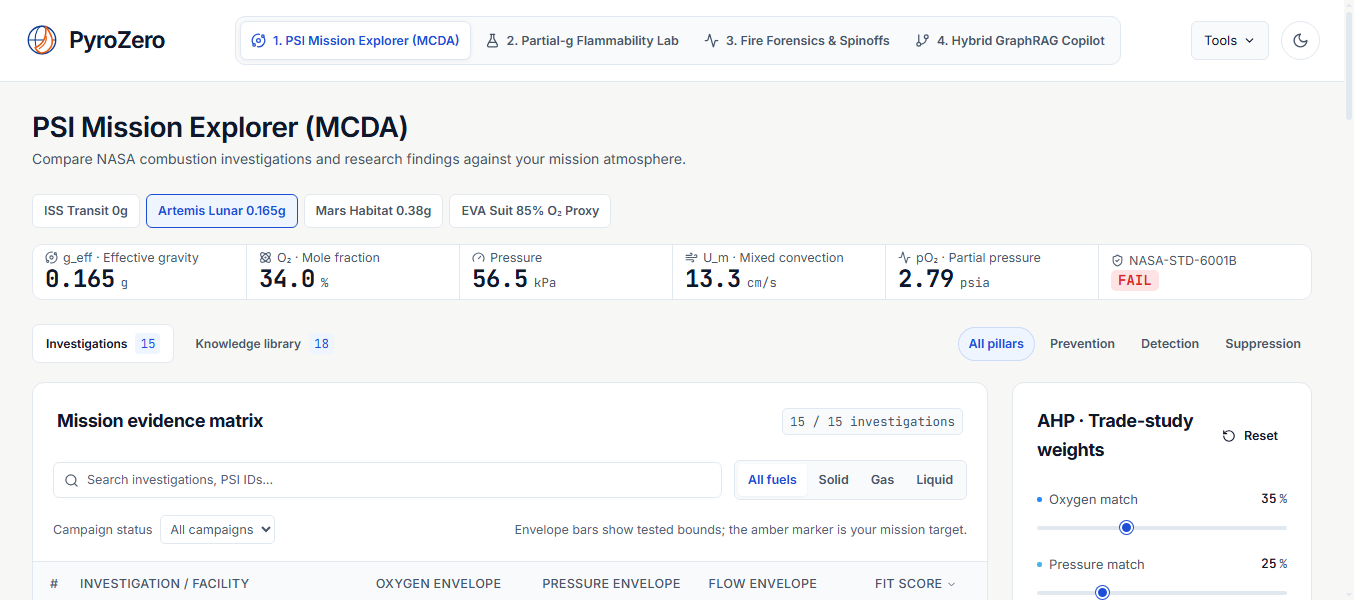 PyroZero
1. PSI Mission Explorer (MCDA)
2. Partial-g Flammability Lab
3. Fire Forensics & Spinoffs
4. Hybrid GraphRAG Copilot
Tools
PSI Mission Explorer (MCDA)
Compare NASA combustion investigations and research findings against your mission atmosphere.
ISS Transit 0g
Artemis Lunar 0.165g
Mars Habitat 0.38g
EVA Suit 85% O₂ Proxy
g_eff · Effective gravity
0.165 g
O₂ · Mole fraction
34.0 %
Pressure
56.5 kPa
U_m · Mixed convection
13.3 cm/s
pO₂ · Partial pressure
2.79 psia
NASA-STD-6001B
FAIL
Investigations 15
Knowledge library 18
All pillars
Prevention
Detection
Suppression
Mission evidence matrix
15 / 15 investigations
Search investigations, PSI IDs...
All fuels
Solid
Gas
Liquid
Campaign status
All campaigns
Envelope bars show tested bounds; the amber marker is your mission target.
# INVESTIGATION / FACILITY OXYGEN ENVELOPE PRESSURE ENVELOPE FLOW ENVELOPE FIT SCORE
AHP · Trade-study
weights
Reset
Oxygen match 35 %
Pressure match 25 %